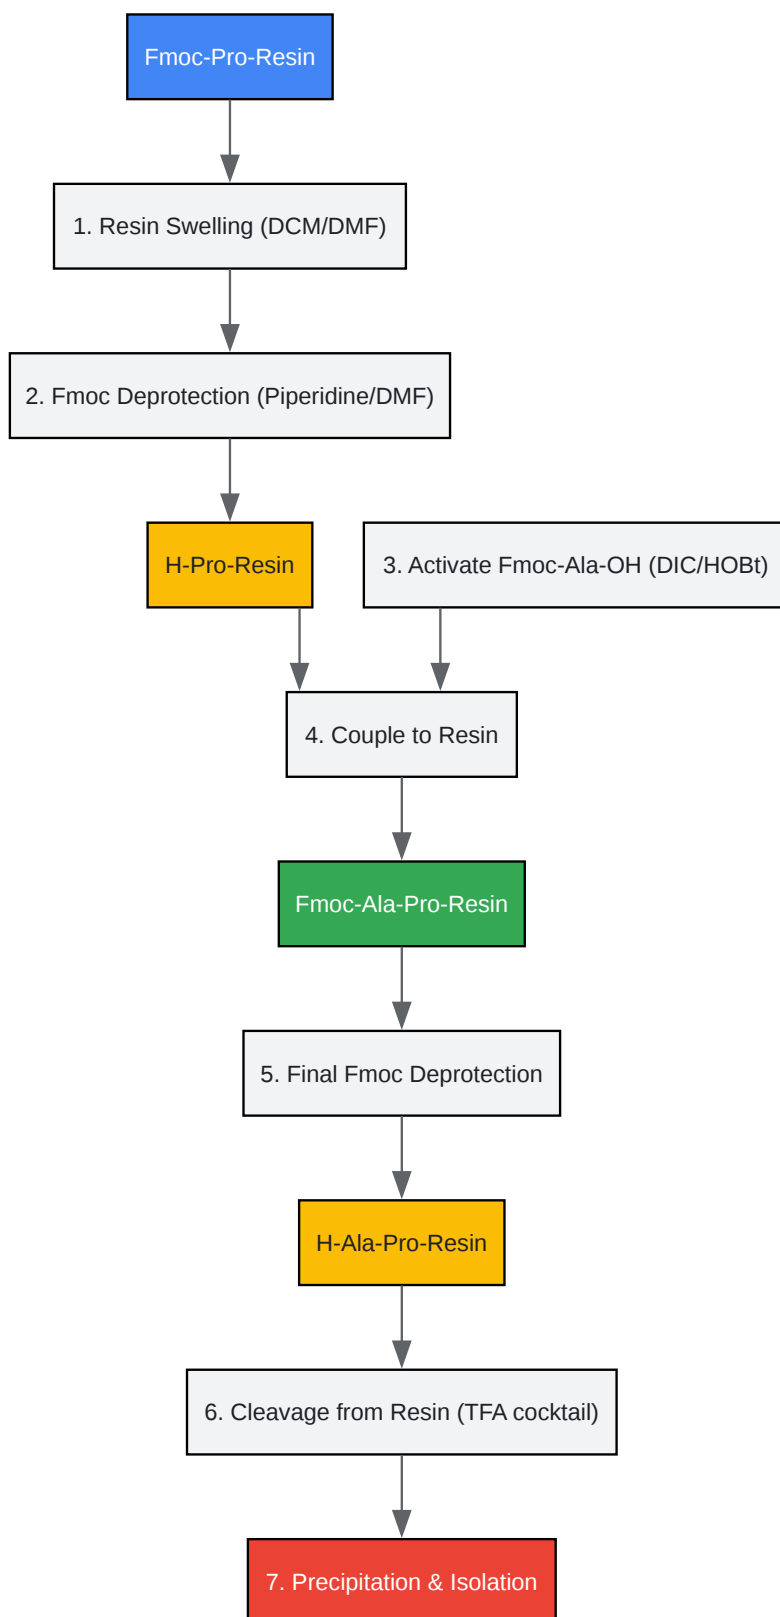 Fmoc-Pro-Resin
1. Resin Swelling (DCM/DMF)
2. Fmoc Deprotection (Piperidine/DMF)
H-Pro-Resin
3. Activate Fmoc-Ala-OH (DIC/HOBt)
4. Couple to Resin
Fmoc-Ala-Pro-Resin
5. Final Fmoc Deprotection
H-Ala-Pro-Resin
6. Cleavage from Resin (TFA cocktail)
7. Precipitation & Isolation